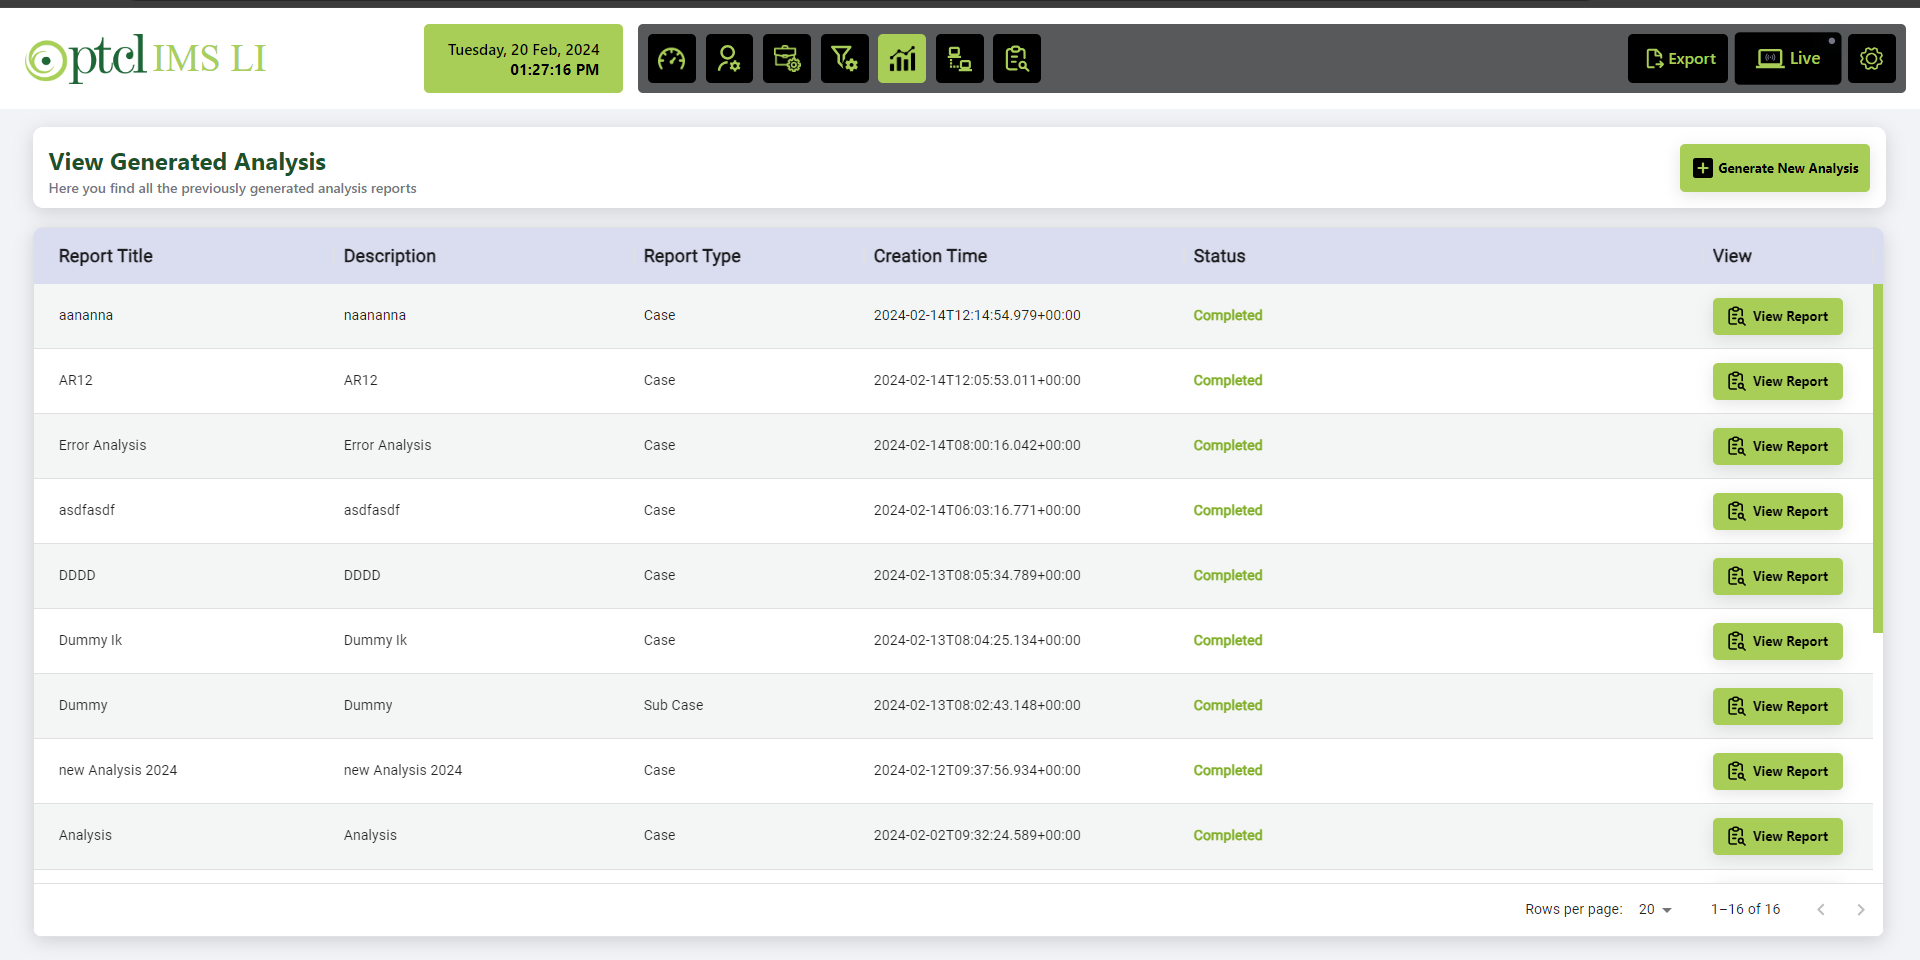 ptcl IMS LI
Tuesday, 20 Feb, 2024
01:27:16 PM
Export
Live
View Generated Analysis
Here you find all the previously generated analysis reports
Generate New Analysis
Report Title Description Report Type Creation Time Status View
aananna naananna Case 2024-02-14T12:14:54.979+00:00 Completed View Report
AR12 AR12 Case 2024-02-14T12:05:53.011+00:00 Completed View Report
Error Analysis Error Analysis Case 2024-02-14T08:00:16.042+00:00 Completed View Report
asdfasdf asdfasdf Case 2024-02-14T06:03:16.771+00:00 Completed View Report
DDDD DDDD Case 2024-02-13T08:05:34.789+00:00 Completed View Report
Dummy Ik Dummy Ik Case 2024-02-13T08:04:25.134+00:00 Completed View Report
Dummy Dummy Sub Case 2024-02-13T08:02:43.148+00:00 Completed View Report
new Analysis 2024 new Analysis 2024 Case 2024-02-12T09:37:56.934+00:00 Completed View Report
Analysis Analysis Case 2024-02-02T09:32:24.589+00:00 Completed View Report
Rows per page: 20 1–16 of 16